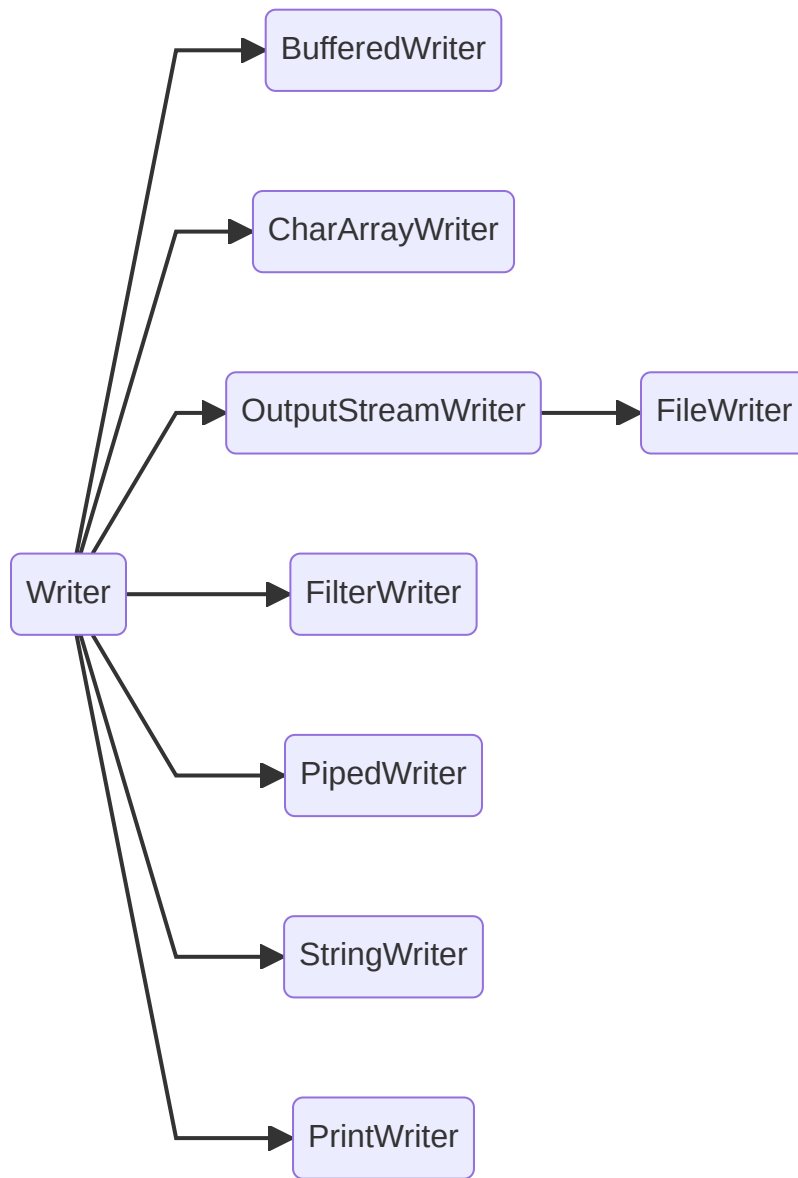 BufferedWriter
CharArrayWriter
OutputStreamWriter
FileWriter
Writer
FilterWriter
PipedWriter
StringWriter
PrintWriter